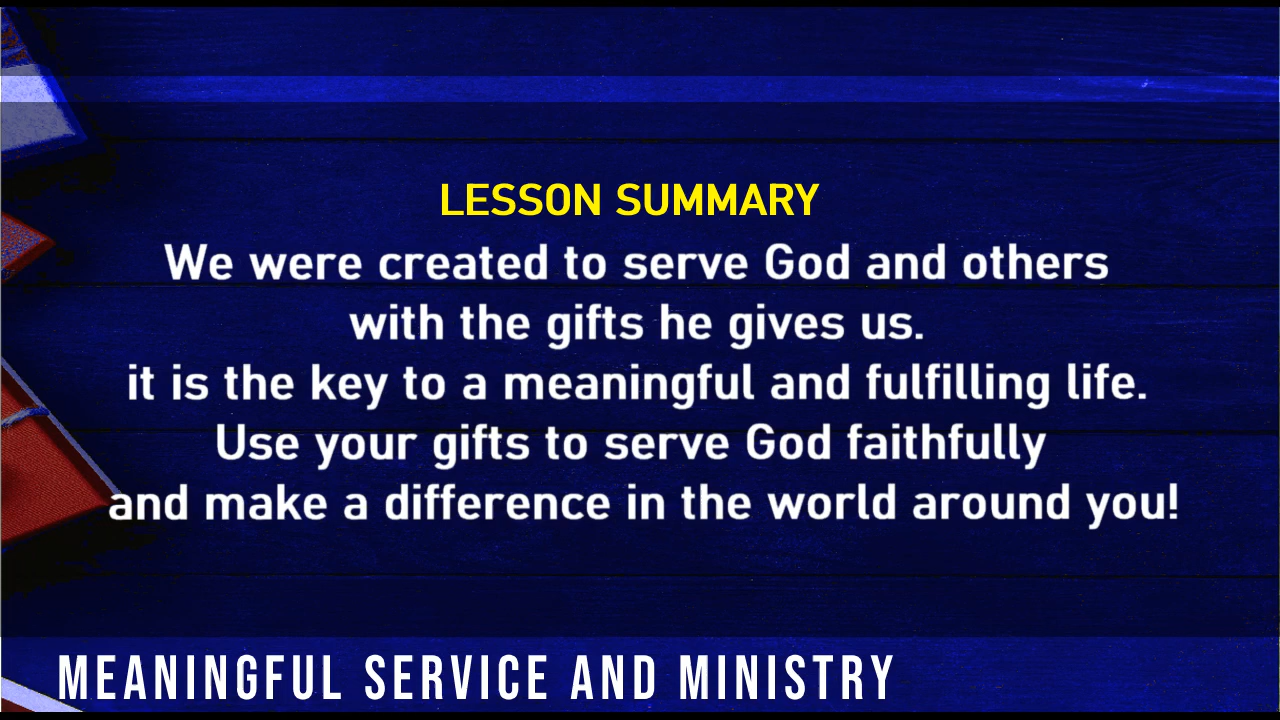 LESSON SUMMARY
We were created to serve God and others
with the gifts he gives us.
it is the key to a meaningful and fulfilling life.
Use your gifts to serve God faithfully
and make a difference in the world around you!
MEANINGFUL SERVICE AND MINISTRY